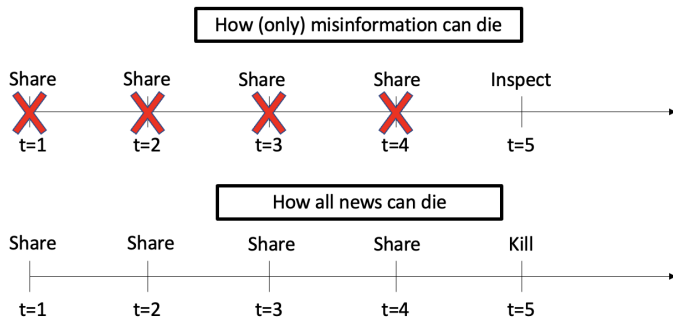 How (only) misinformation can die
Share Share Share Share Inspect
t=1 t=2 t=3 t=4 t=5
How all news can die
Share Share Share Share Kill
t=1 t=2 t=3 t=4 t=5